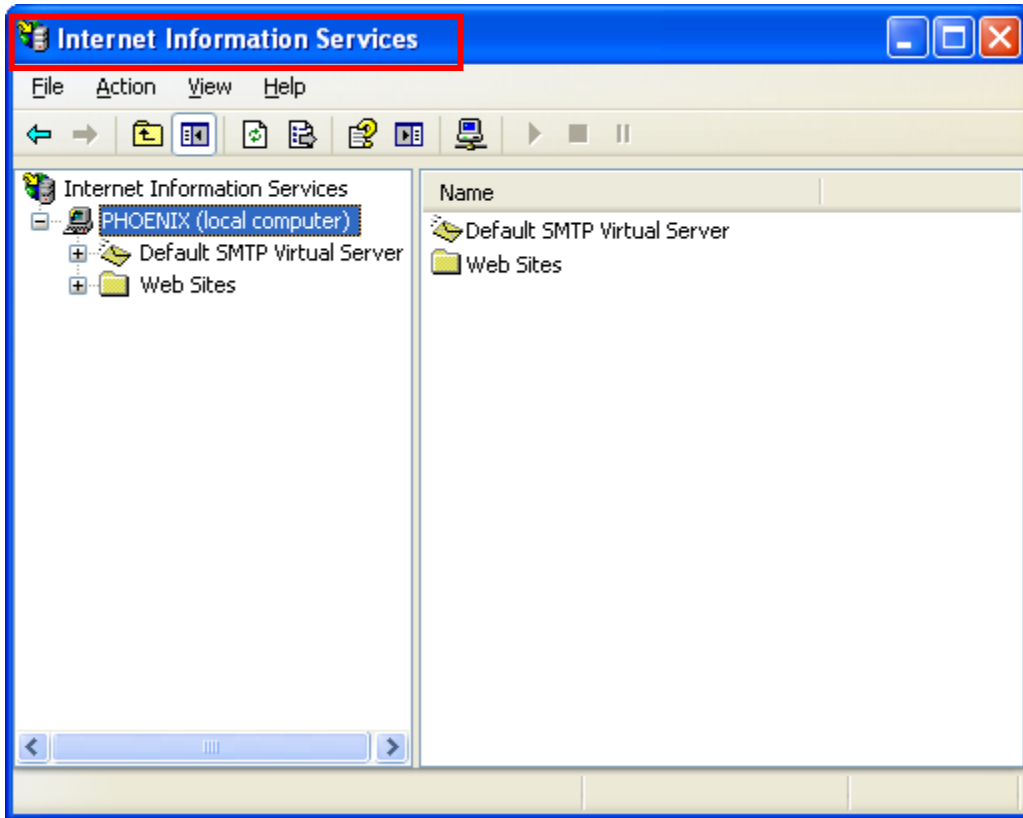 Internet Information Services
File Action View Help
Internet Information Services
PHOENIX (local computer)
Default SMTP Virtual Server
Web Sites
Name
Default SMTP Virtual Server
Web Sites